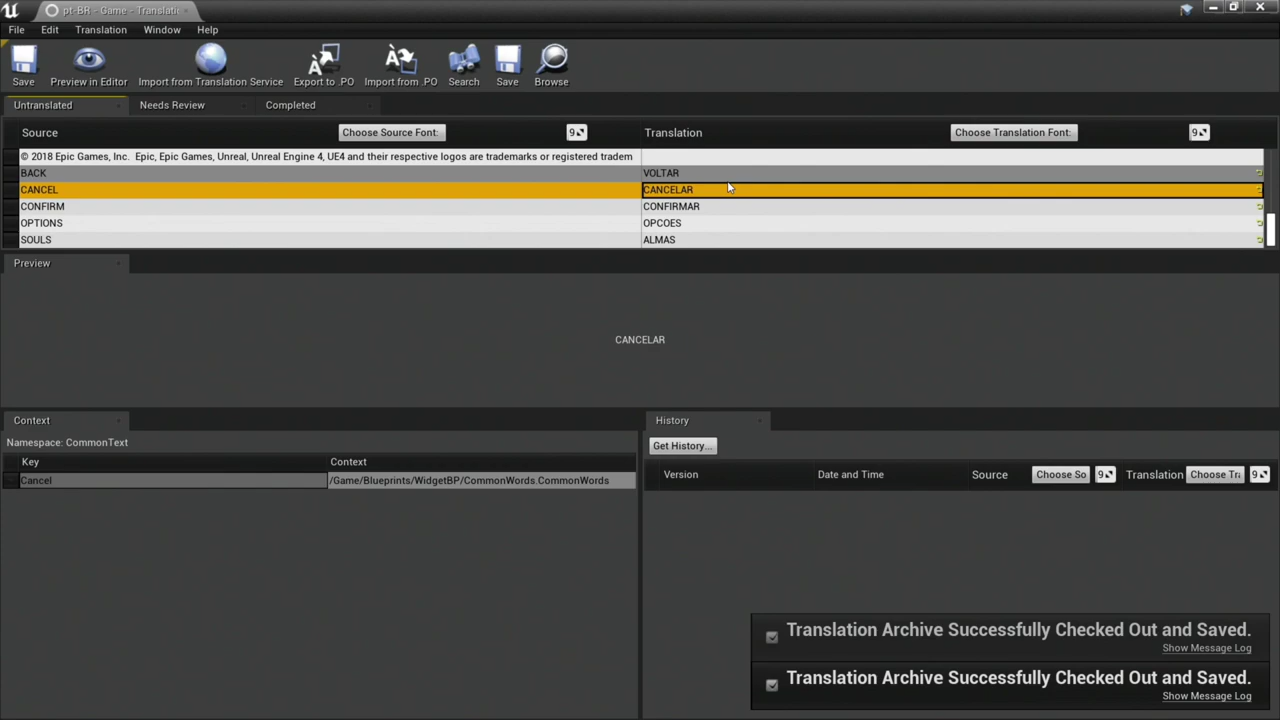 pt-BR - Game - Translati
File Edit Translation Window Help
Save Preview in Editor Import from Translation Service Export to .PO Import from .PO Search Save Browse
Untranslated Needs Review Completed
Source Choose Source Font: 9 Translation Choose Translation Font: 9
© 2018 Epic Games, Inc. Epic, Epic Games, Unreal, Unreal Engine 4, UE4 and their respective logos are trademarks or registered tradem
BACK VOLTAR
CANCEL CANCELAR
CONFIRM CONFIRMAR
OPTIONS OPCOES
SOULS ALMAS
Preview
CANCELAR
Context
Namespace: CommonText
Key Context
Cancel /Game/Blueprints/WidgetBP/CommonWords.CommonWords
History
Get History...
Version Date and Time Source Choose So 9 Translation Choose Tra 9
Translation Archive Successfully Checked Out and Saved.
Show Message Log
Translation Archive Successfully Checked Out and Saved.
Show Message Log